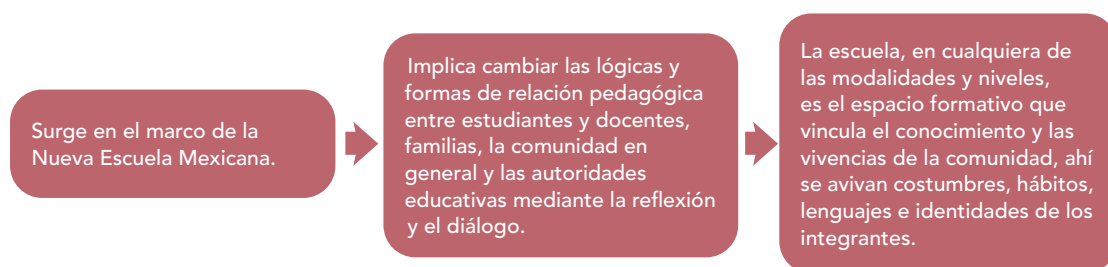 Surge en el marco de la
Nueva Escuela Mexicana.
Implica cambiar las lógicas y
formas de relación pedagógica
entre estudiantes y docentes,
familias, la comunidad en
general y las autoridades
educativas mediante la reflexión
y el diálogo.
La escuela, en cualquiera de
las modalidades y niveles,
es el espacio formativo que
vincula el conocimiento y las
vivencias de la comunidad, ahí
se avivan costumbres, hábitos,
lenguajes e identidades de los
integrantes.